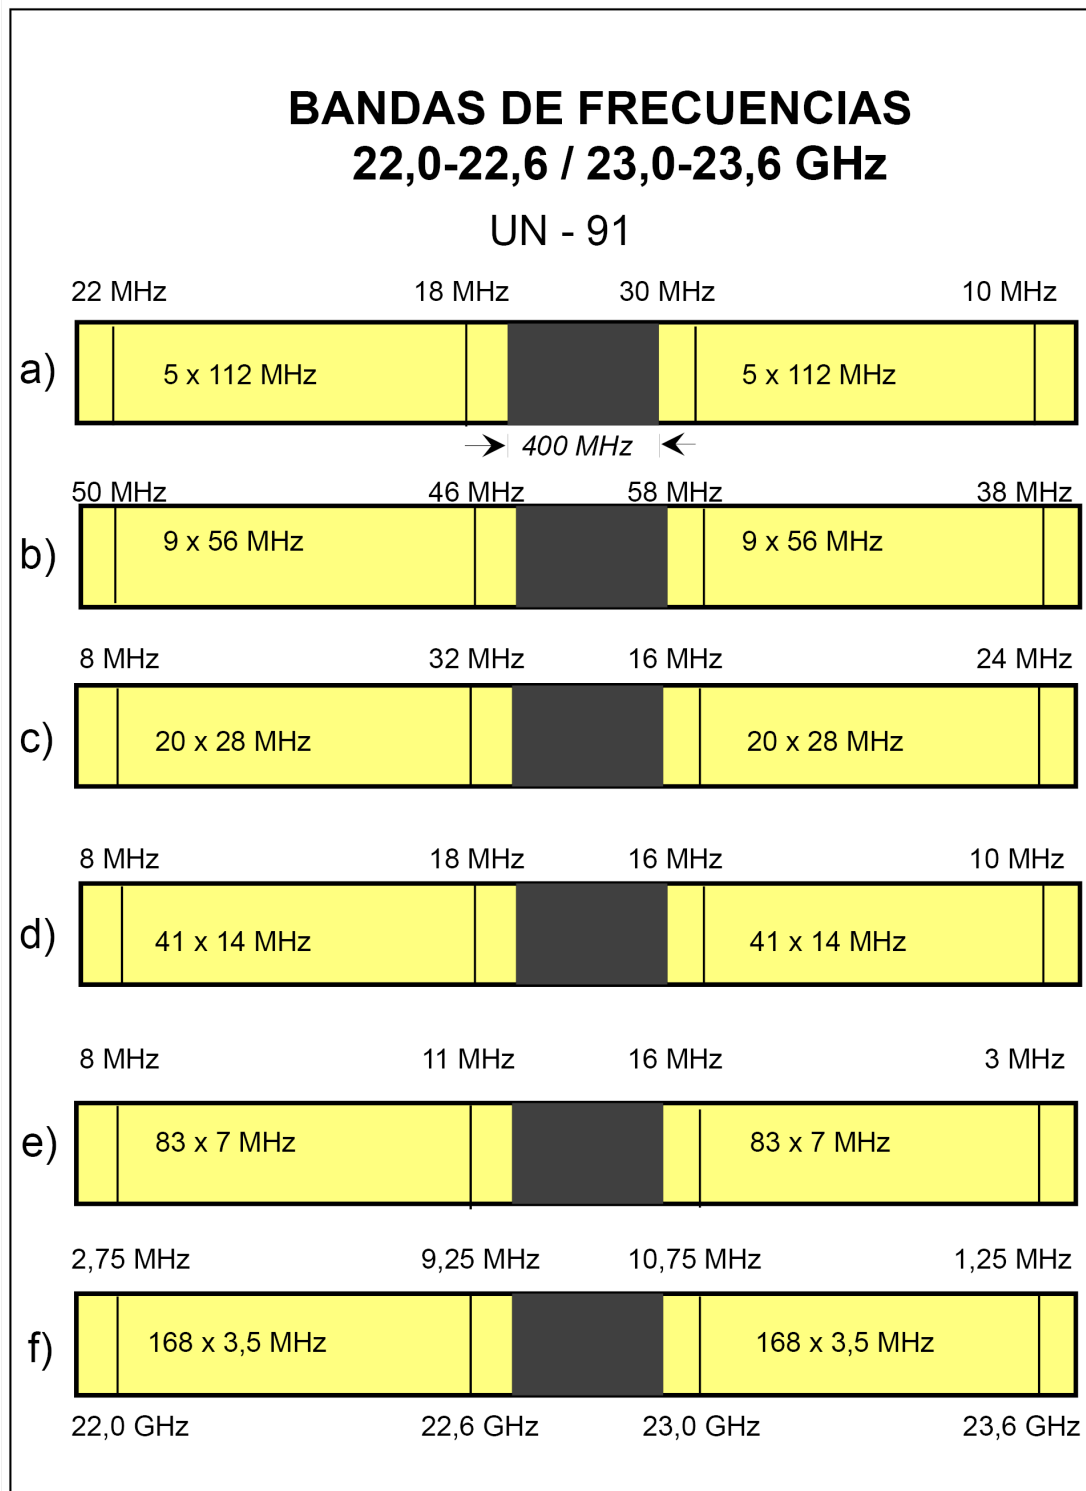 BANDAS DE FRECUENCIAS
22,0-22,6 / 23,0-23,6 GHz
UN - 91
22 MHz 18 MHz 30 MHz 10 MHz
a) 5 x 112 MHz 5 x 112 MHz
400 MHz
50 MHz 46 MHz 58 MHz 38 MHz
b) 9 x 56 MHz 9 x 56 MHz
8 MHz 32 MHz 16 MHz 24 MHz
c) 20 x 28 MHz 20 x 28 MHz
8 MHz 18 MHz 16 MHz 10 MHz
d) 41 x 14 MHz 41 x 14 MHz
8 MHz 11 MHz 16 MHz 3 MHz
e) 83 x 7 MHz 83 x 7 MHz
2,75 MHz 9,25 MHz 10,75 MHz 1,25 MHz
f) 168 x 3,5 MHz 168 x 3,5 MHz
22,0 GHz 22,6 GHz 23,0 GHz 23,6 GHz